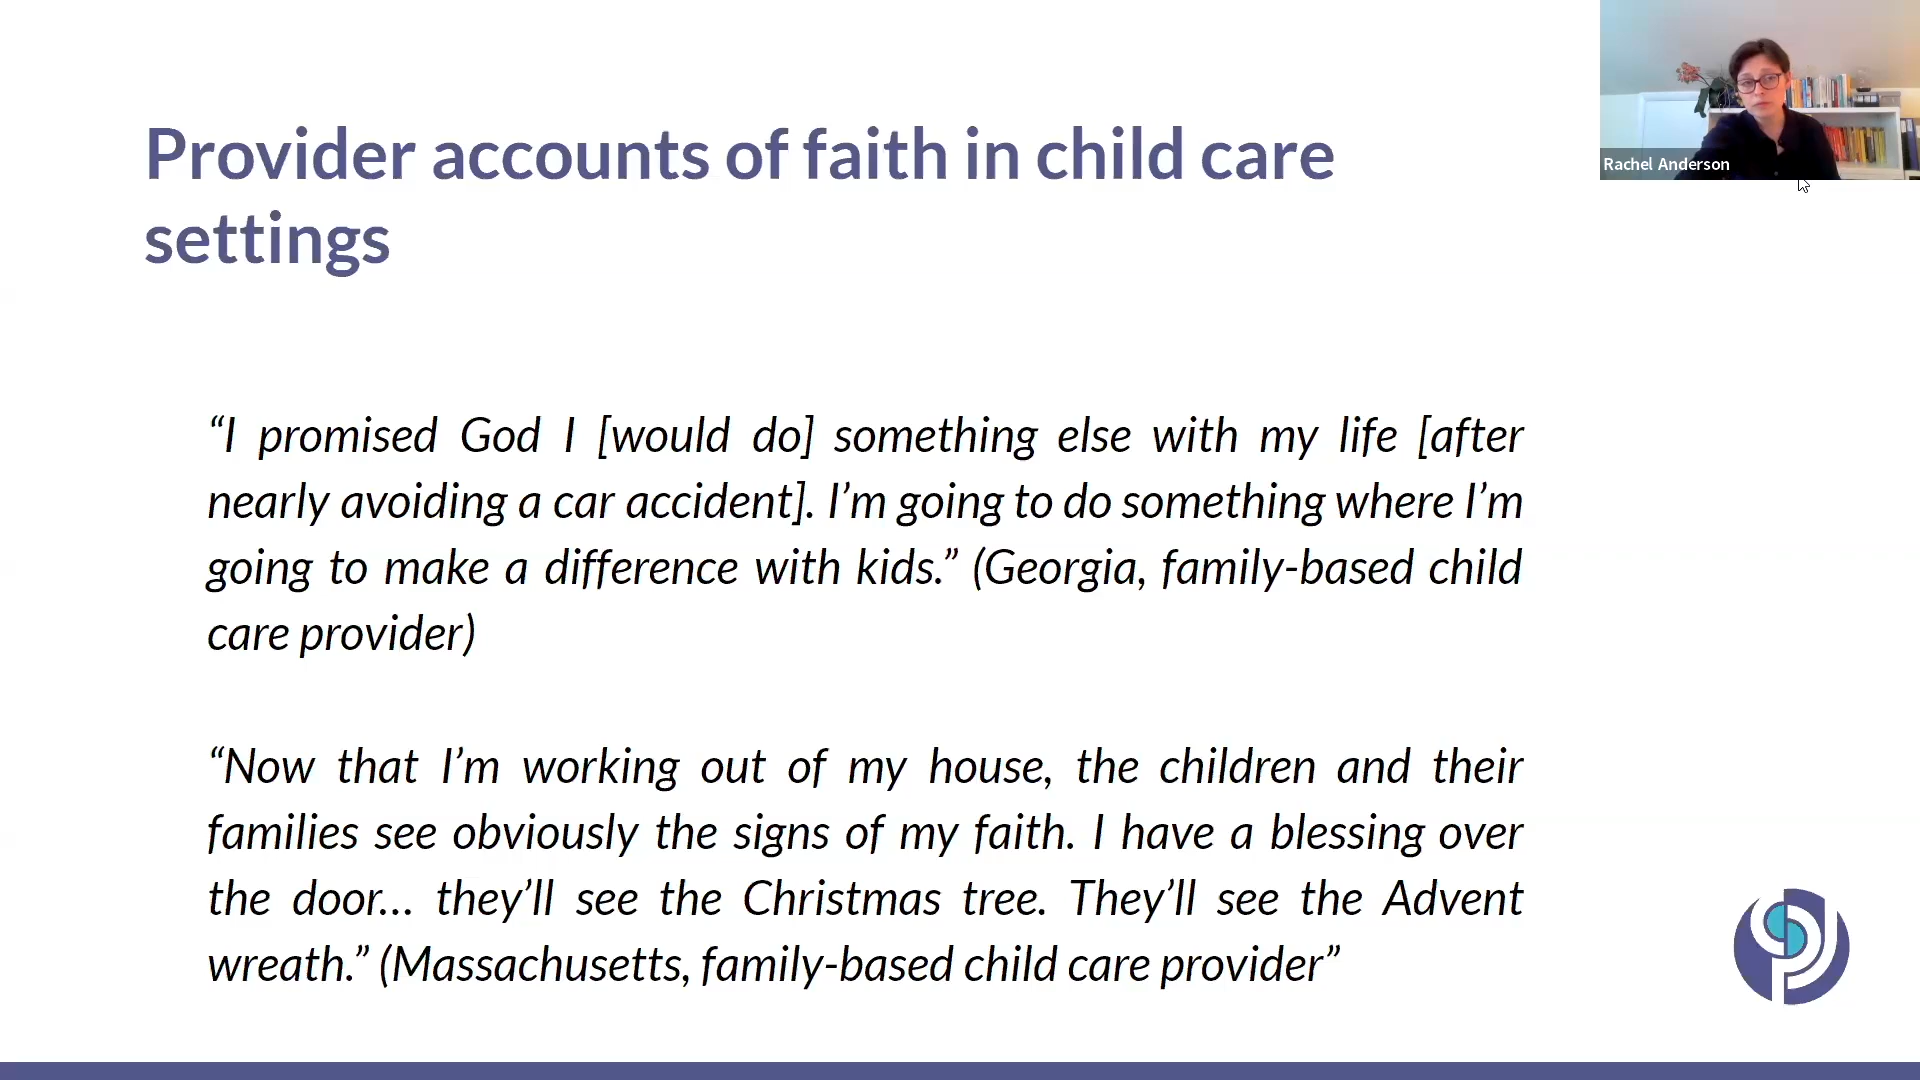 Provider accounts of faith in child care
settings
Rachel Anderson
“I promised God I [would do] something else with my life [after
nearly avoiding a car accident]. I’m going to do something where I’m
going to make a difference with kids.” (Georgia, family-based child
care provider)
“Now that I’m working out of my house, the children and their
families see obviously the signs of my faith. I have a blessing over
the door... they’ll see the Christmas tree. They’ll see the Advent
wreath.” (Massachusetts, family-based child care provider”